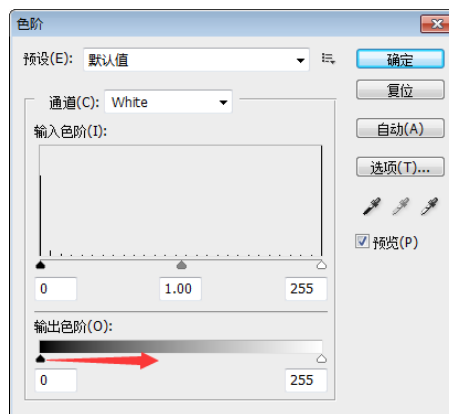 色阶
预设(E): 默认值
确定
复位
自动(A)
选项(T)...
预览(P)
通道(C): White
输入色阶(I):
0 1.00 255
输出色阶(O):
0 255